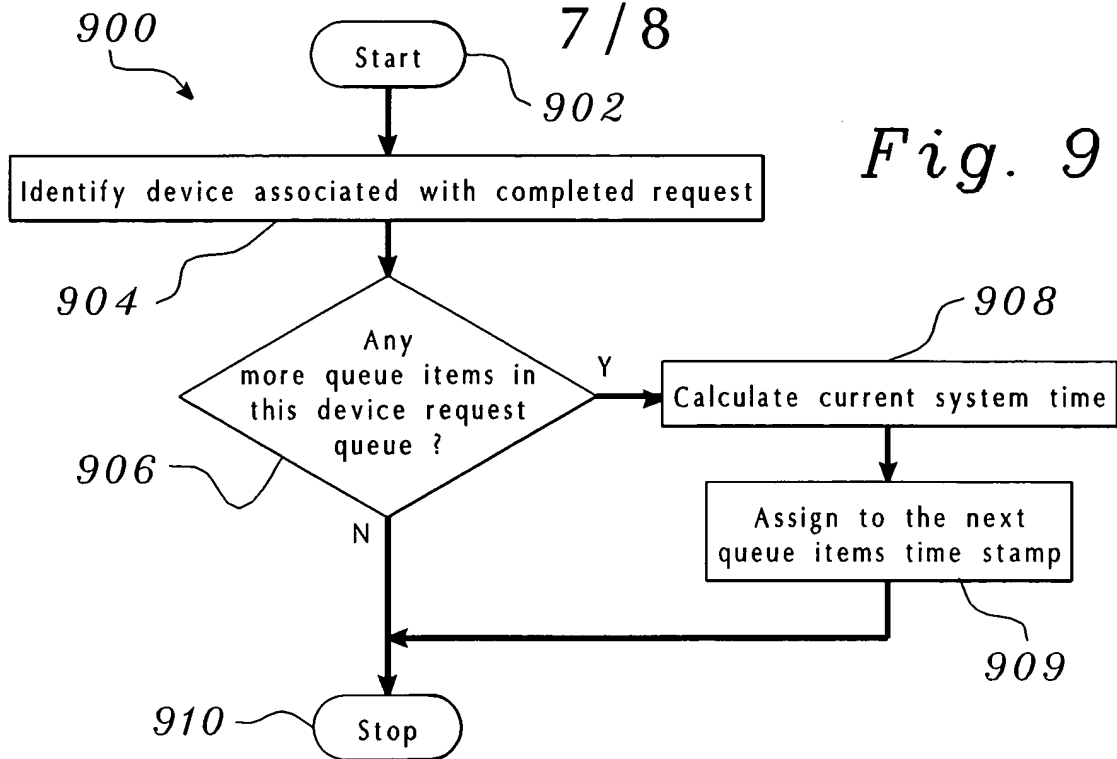 7/8
900
Start
902
Fig. 9
Identify device associated with completed request
904
Any
more queue items in
this device request
queue ?
906
Y
N
908
Calculate current system time
Assign to the next
queue items time stamp
909
910
Stop